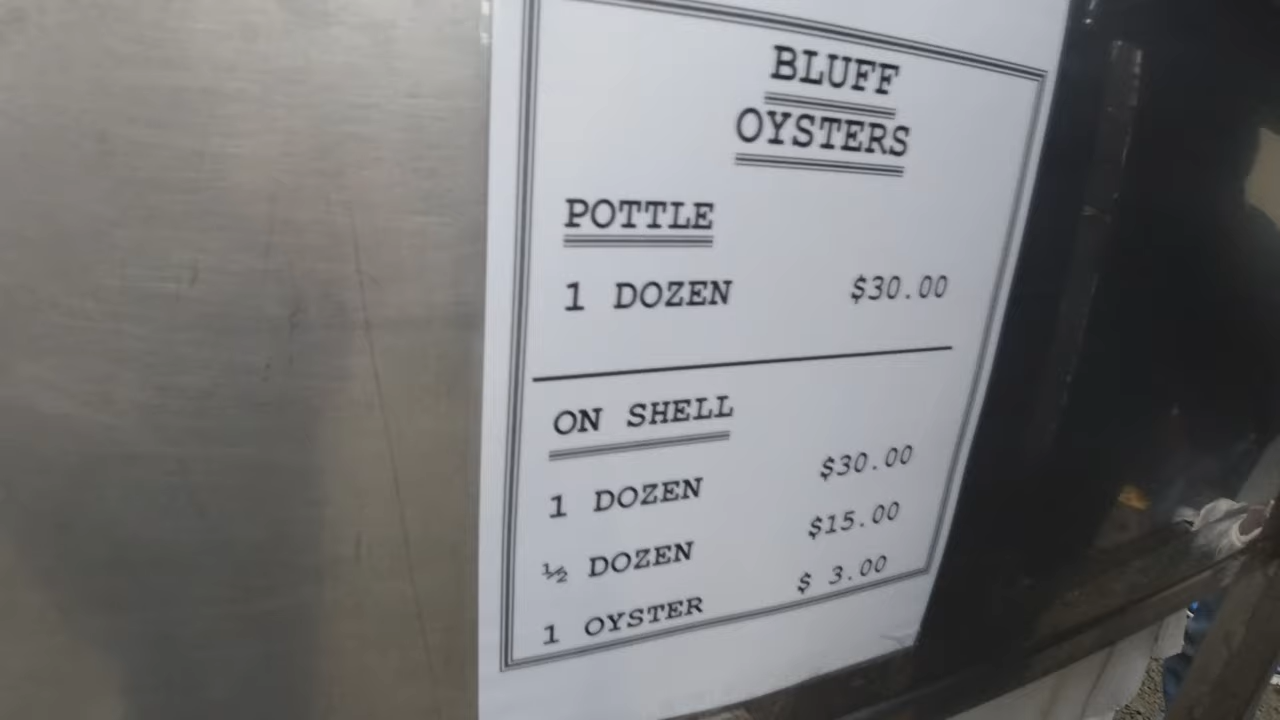 BLUFF
OYSTERS
POTTLE
1 DOZEN $30.00
ON SHELL
1 DOZEN $30.00
½ DOZEN $15.00
1 OYSTER $ 3.00